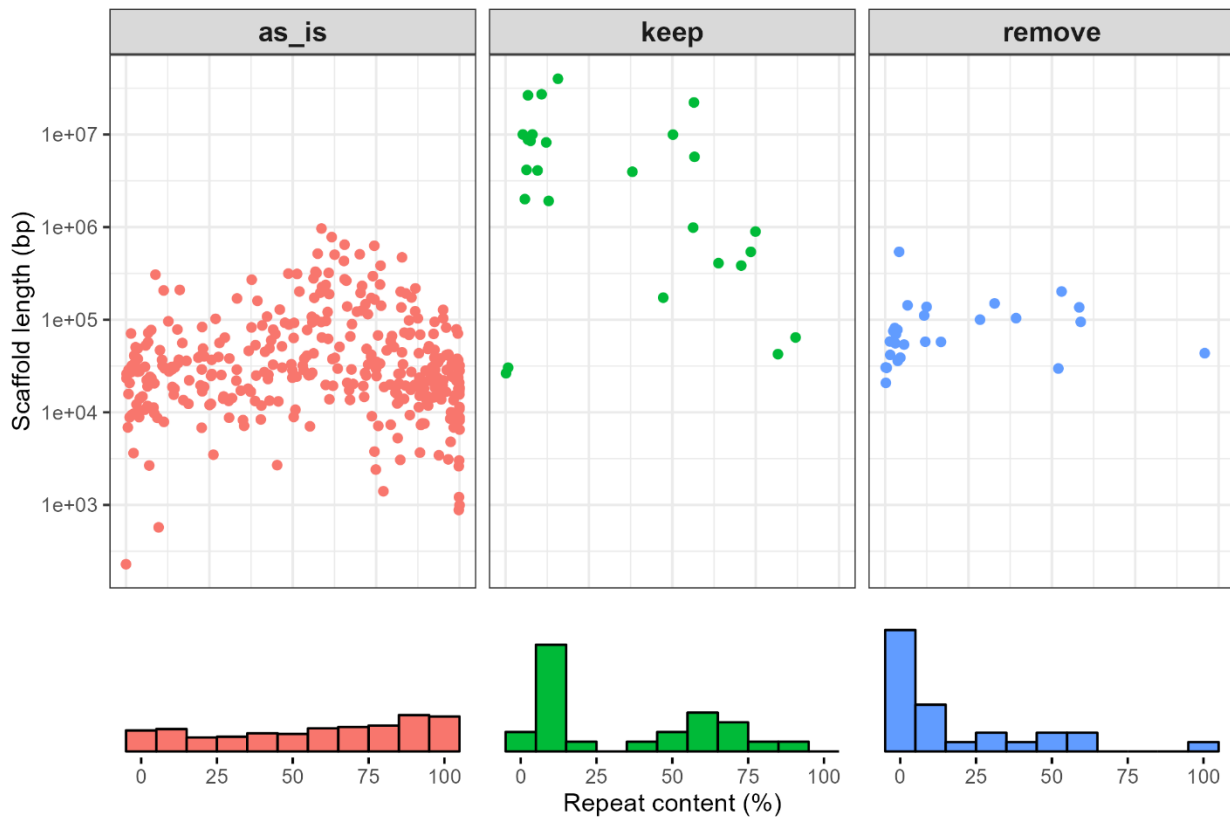 as_is keep remove
Scaffold length (bp)
1e+07
1e+06
1e+05
1e+04
1e+03
0 25 50 75 100 0 25 50 75 100 0 25 50 75 100
Repeat content (%)